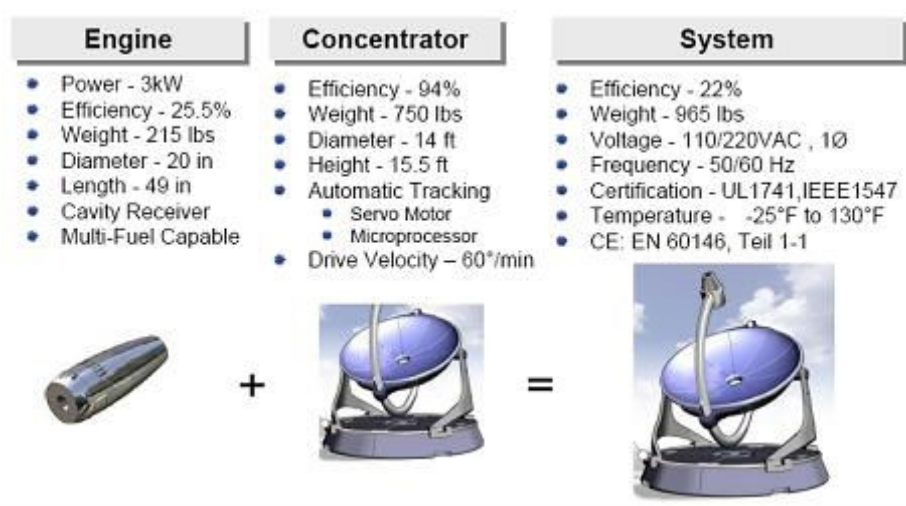 Engine
Power - 3kW
Efficiency - 25.5%
Weight - 215 lbs
Diameter - 20 in
Length - 49 in
Cavity Receiver
Multi-Fuel Capable
Concentrator
Efficiency - 94%
Weight - 750 lbs
Diameter - 14 ft
Height - 15.5 ft
Automatic Tracking
Servo Motor
Microprocessor
Drive Velocity – 60°/min
System
Efficiency - 22%
Weight - 965 lbs
Voltage - 110/220VAC , 1Ø
Frequency - 50/60 Hz
Certification - UL1741,IEEE1547
Temperature - -25°F to 130°F
CE: EN 60146, Teil 1-1
+
=